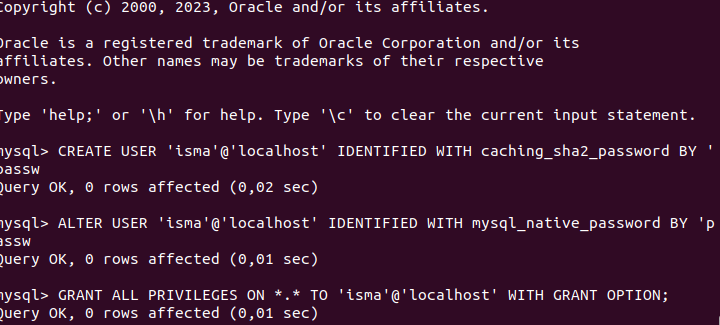 Copyright (c) 2000, 2023, Oracle and/or its affiliates.
Oracle is a registered trademark of Oracle Corporation and/or its
affiliates. Other names may be trademarks of their respective
owners.
Type 'help;' or '\h' for help. Type '\c' to clear the current input statement.
mysql> CREATE USER 'isma'@'localhost' IDENTIFIED WITH caching_sha2_password BY '
passw
Query OK, 0 rows affected (0,02 sec)
mysql> ALTER USER 'isma'@'localhost' IDENTIFIED WITH mysql_native_password BY 'p
assw
Query OK, 0 rows affected (0,01 sec)
mysql> GRANT ALL PRIVILEGES ON *.* TO 'isma'@'localhost' WITH GRANT OPTION;
Query OK, 0 rows affected (0,01 sec)